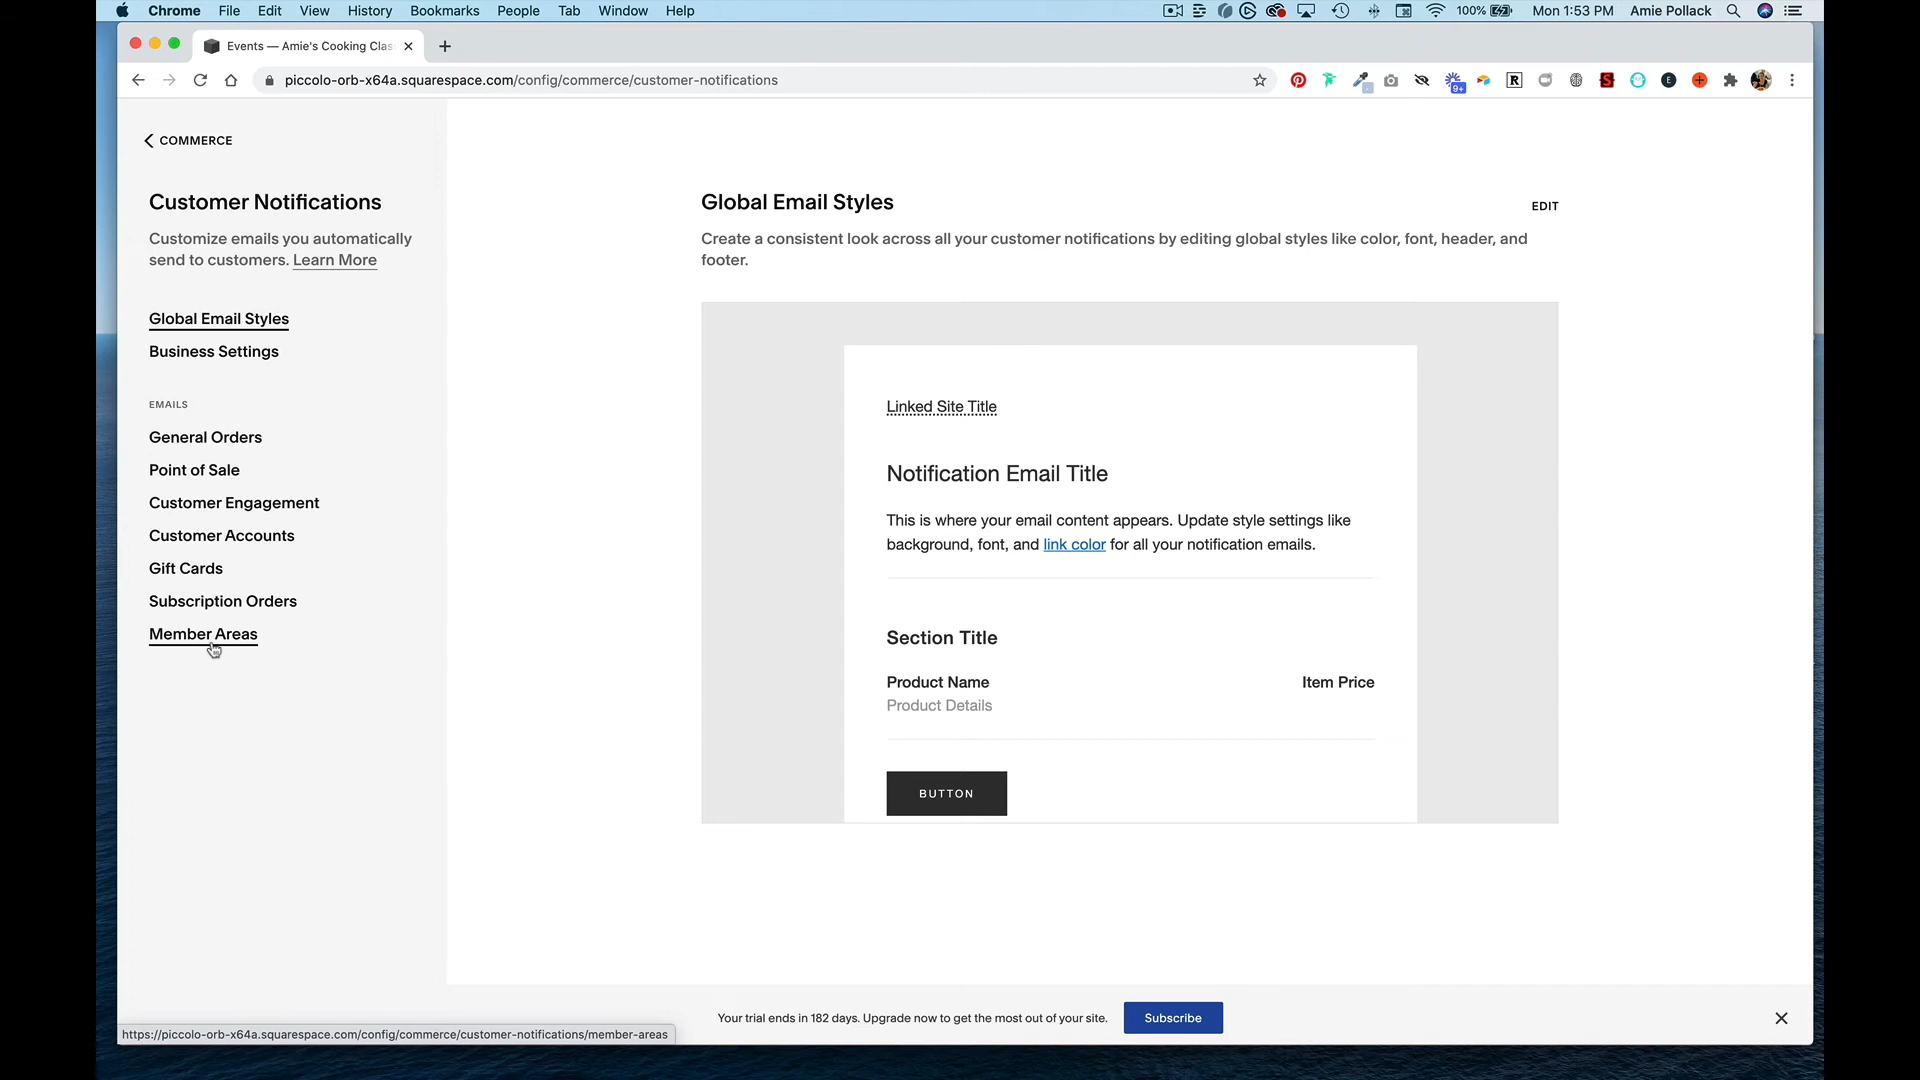 Chrome File Edit View History Bookmarks People Tab Window Help
100% Mon 1:53 PM Amie Pollack
Events — Amie's Cooking Clas
piccolo-orb-x64a.squarespace.com/config/commerce/customer-notifications
9+
R
S
E
COMMERCE
Customer Notifications
Customize emails you automatically
send to customers. Learn More
Global Email Styles
Business Settings
EMAILS
General Orders
Point of Sale
Customer Engagement
Customer Accounts
Gift Cards
Subscription Orders
Member Areas
Global Email Styles
EDIT
Create a consistent look across all your customer notifications by editing global styles like color, font, header, and
footer.
Linked Site Title
Notification Email Title
This is where your email content appears. Update style settings like
background, font, and link color for all your notification emails.
Section Title
Product Name Item Price
Product Details
BUTTON
Your trial ends in 182 days. Upgrade now to get the most out of your site. Subscribe
https://piccolo-orb-x64a.squarespace.com/config/commerce/customer-notifications/member-areas